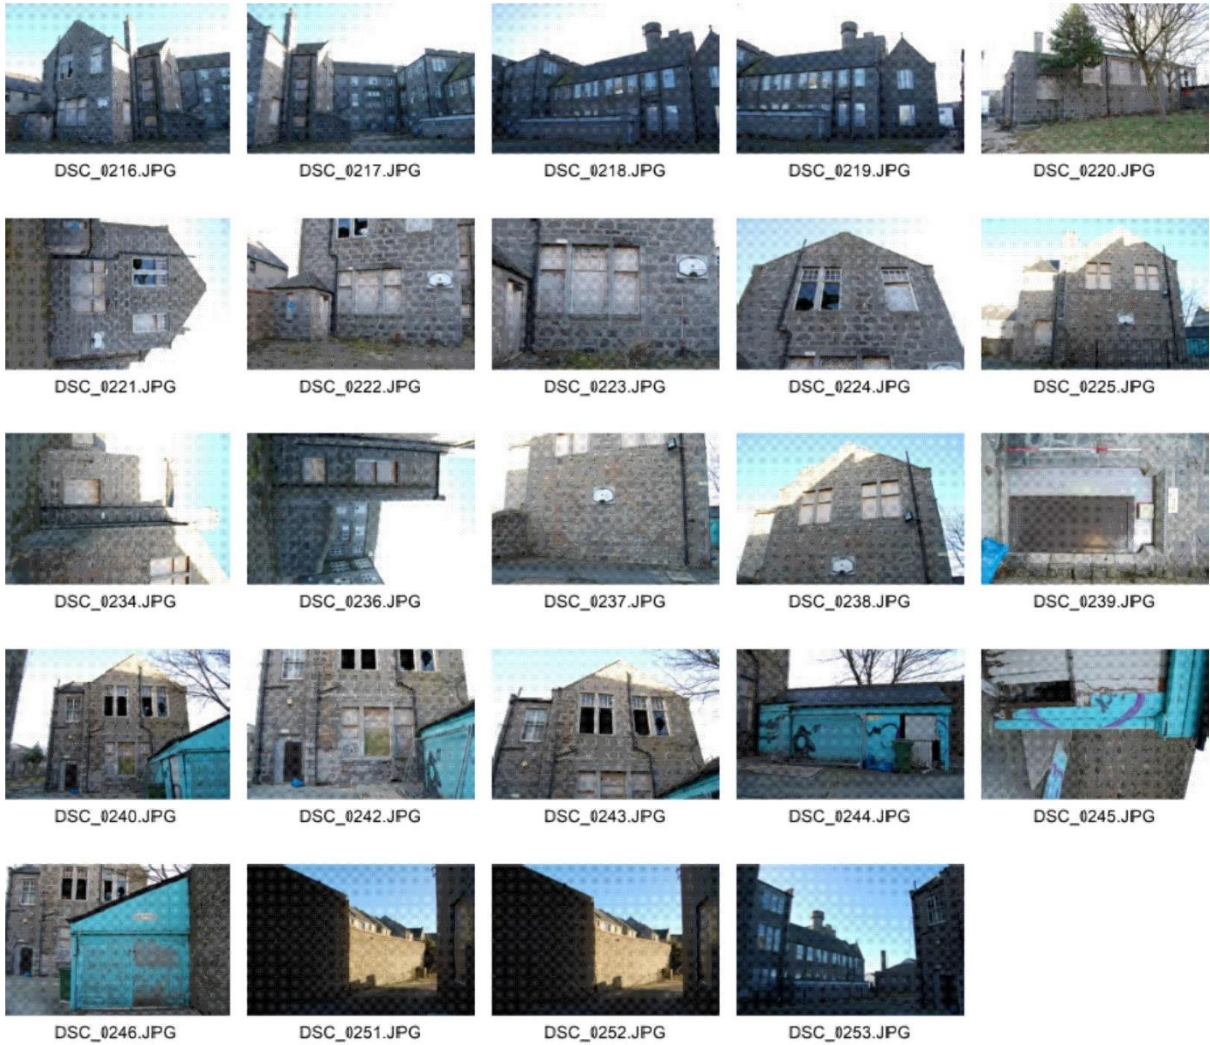 DSC_0216.JPG DSC_0217.JPG DSC_0218.JPG DSC_0219.JPG DSC_0220.JPG
DSC_0221.JPG DSC_0222.JPG DSC_0223.JPG DSC_0224.JPG DSC_0225.JPG
DSC_0234.JPG DSC_0236.JPG DSC_0237.JPG DSC_0238.JPG DSC_0239.JPG
DSC_0240.JPG DSC_0242.JPG DSC_0243.JPG DSC_0244.JPG DSC_0245.JPG
DSC_0246.JPG DSC_0251.JPG DSC_0252.JPG DSC_0253.JPG